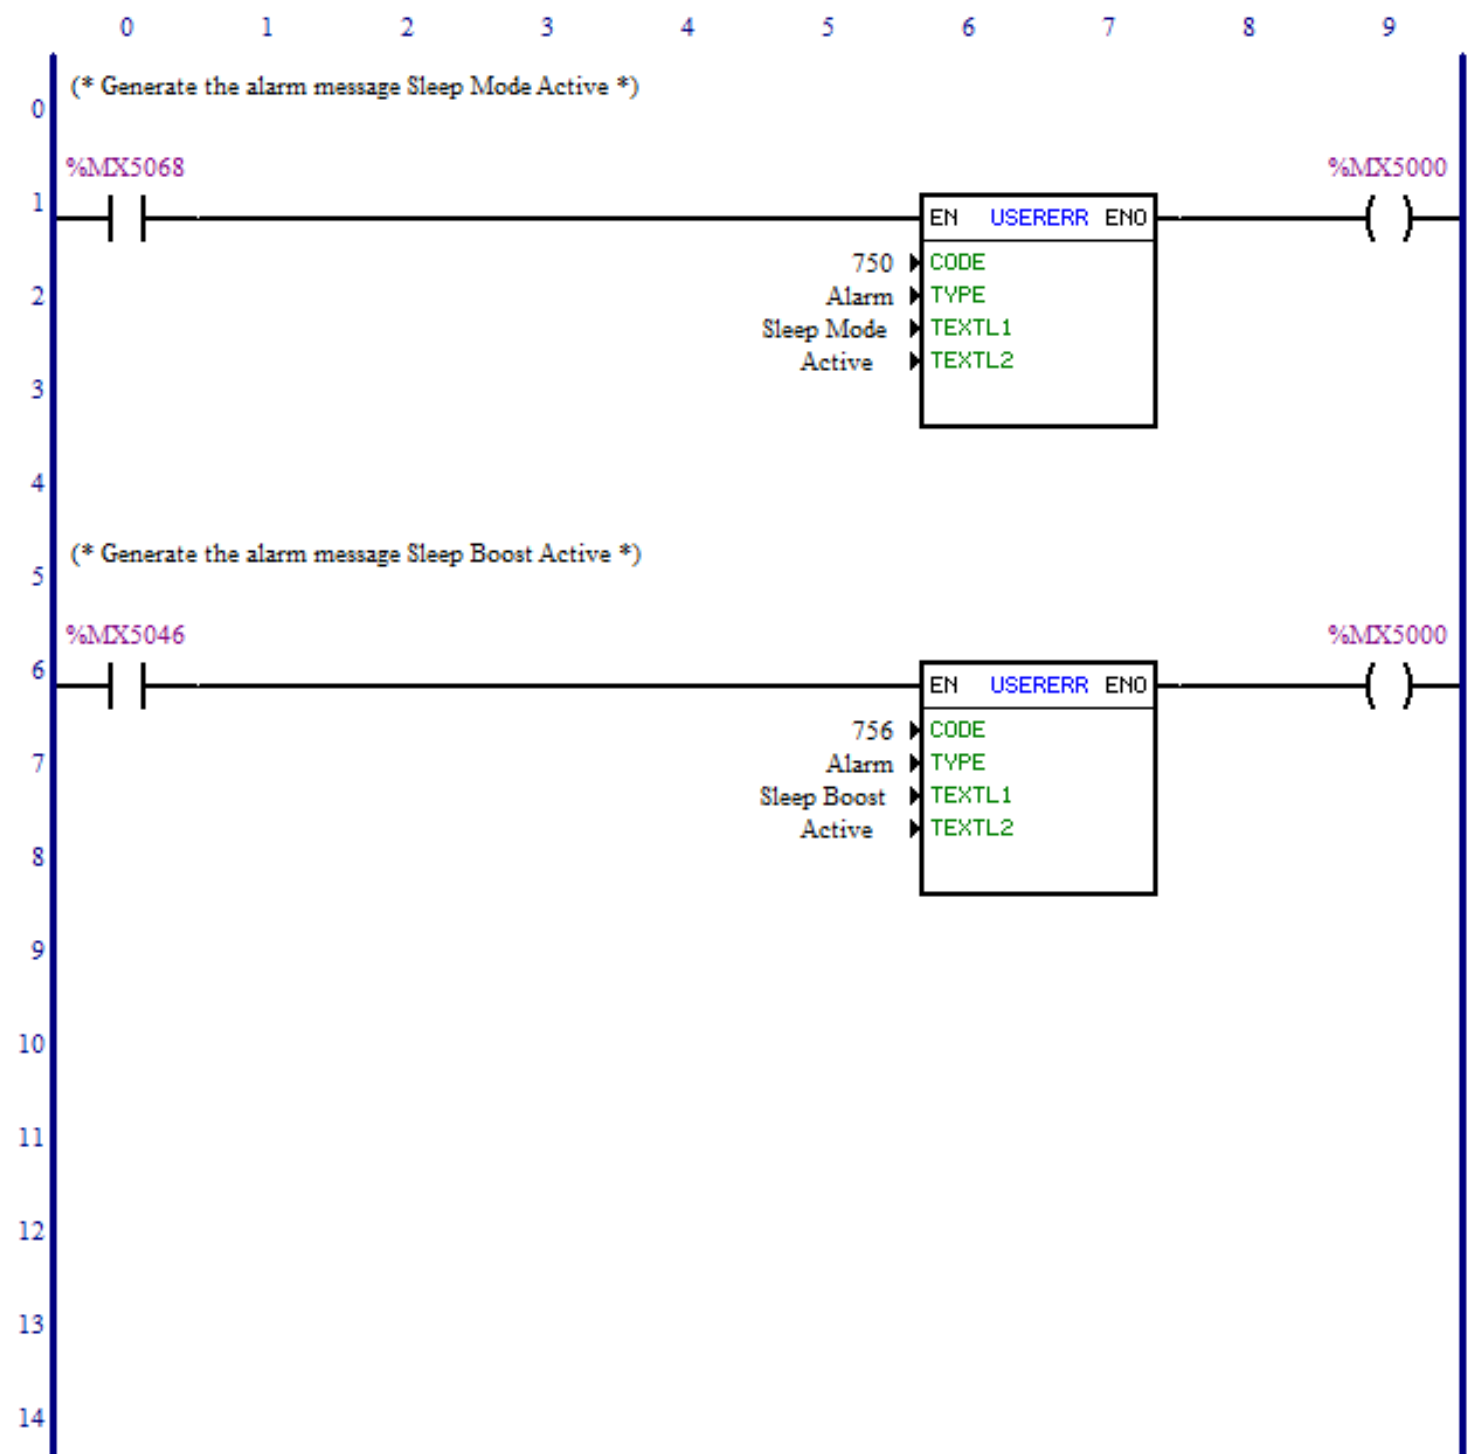 0 1 2 3 4 5 6 7 8 9
(* Generate the alarm message Sleep Mode Active *)
0
%MX5068 %MX5000
1
EN USERERR ENO
750 CODE
2
Alarm TYPE
Sleep Mode TEXTL1
Active TEXTL2
3
4
(* Generate the alarm message Sleep Boost Active *)
5
%MX5046 %MX5000
6
EN USERERR ENO
756 CODE
7
Alarm TYPE
Sleep Boost TEXTL1
Active TEXTL2
8
9
10
11
12
13
14